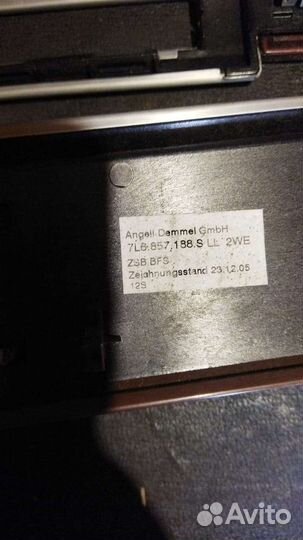 Angell-Demmel GmbH
7L6.857.188.S LL 2WE
ZSB BFS
Zeichnungsstand 23.12.05
12S
Avito